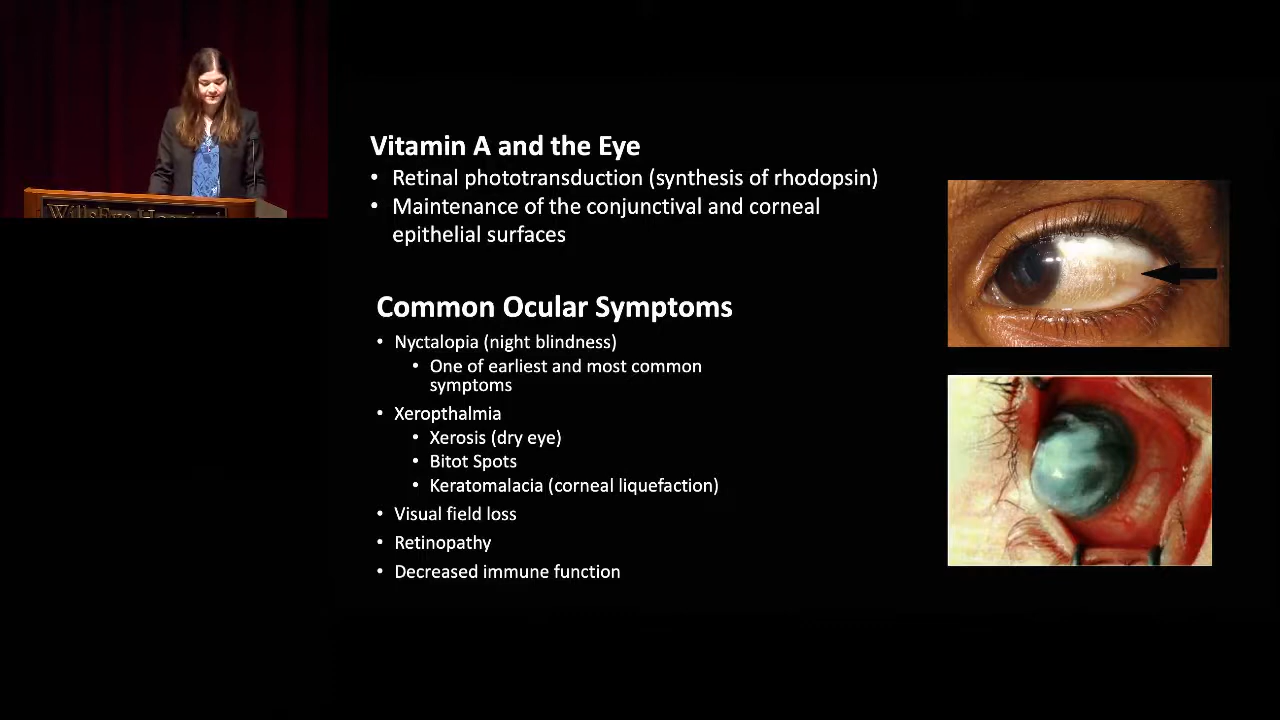 Vitamin A and the Eye
• Retinal phototransduction (synthesis of rhodopsin)
• Maintenance of the conjunctival and corneal
epithelial surfaces
Common Ocular Symptoms
• Nyctalopia (night blindness)
• One of earliest and most common
symptoms
• Xeropthalmia
• Xerosis (dry eye)
• Bitot Spots
• Keratomalacia (corneal liquefaction)
• Visual field loss
• Retinopathy
• Decreased immune function
WillsEye Hospital